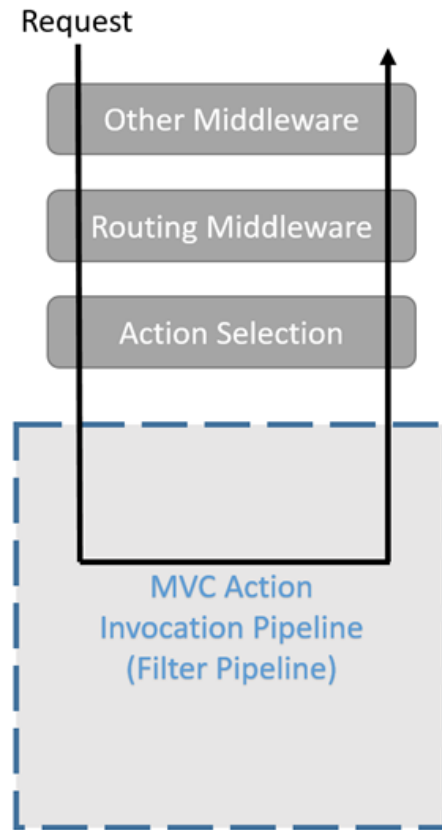 Request
Other Middleware
Routing Middleware
Action Selection
MVC Action
Invocation Pipeline
(Filter Pipeline)